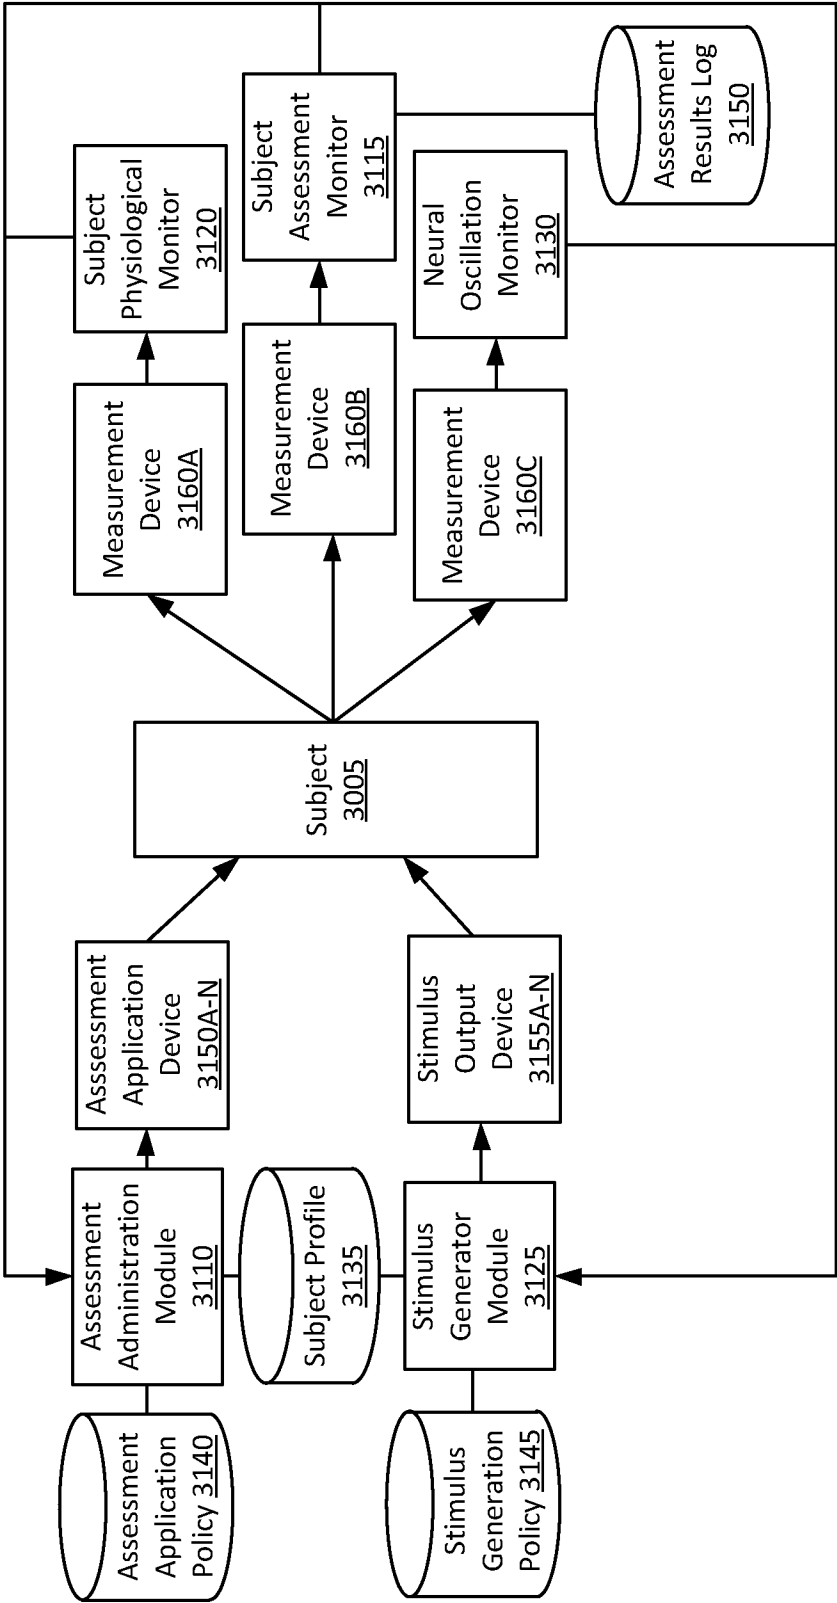 Assessment
Application
Policy 3140
Assessment
Administration
Module
3110
Asssessment
Application
Device
3150A-N
Subject Profile
3135
Stimulus
Generation
Policy 3145
Stimulus
Generator
Module
3125
Stimulus
Output
Device
3155A-N
Subject
3005
Measurement
Device
3160A
Subject
Physiological
Monitor
3120
Measurement
Device
3160B
Subject
Assessment
Monitor
3115
Measurement
Device
3160C
Neural
Oscillation
Monitor
3130
Assessment
Results Log
3150